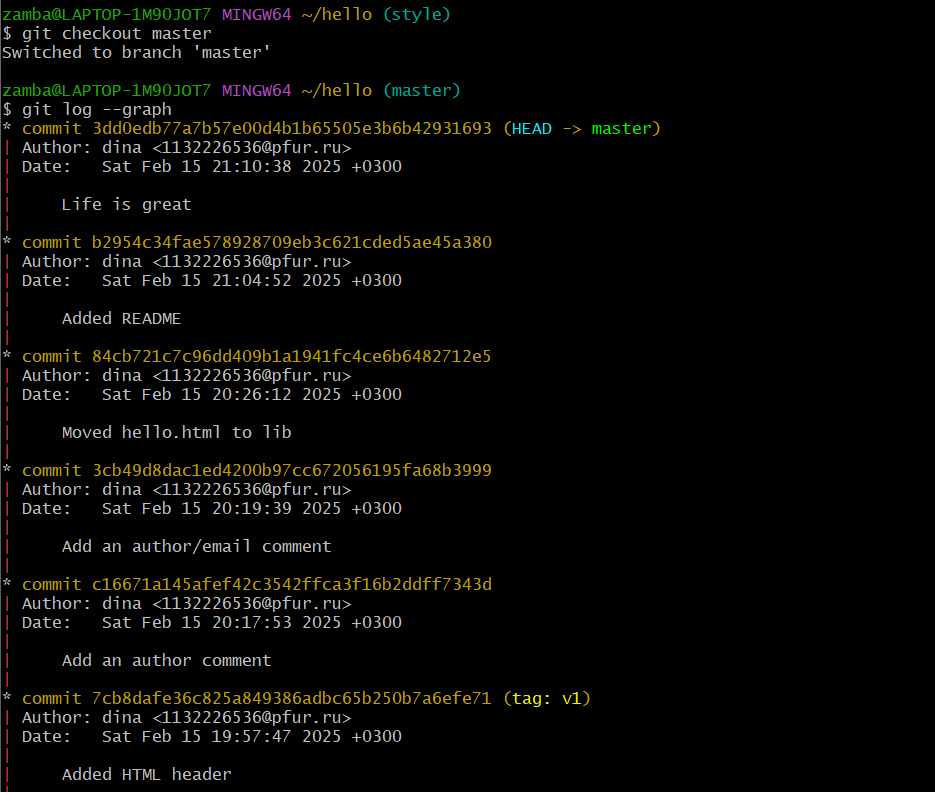 zamba@LAPTOP-1M90JOT7 MINGW64 ~/hello (style)
$ git checkout master
Switched to branch 'master'
zamba@LAPTOP-1M90JOT7 MINGW64 ~/hello (master)
$ git log --graph
* commit 3dd0edb77a7b57e00d4b1b65505e3b6b42931693 (HEAD -> master)
| Author: dina <1132226536@pfur.ru>
| Date:   Sat Feb 15 21:10:38 2025 +0300
|
|     Life is great
|
* commit b2954c34fae578928709eb3c621cded5ae45a380
| Author: dina <1132226536@pfur.ru>
| Date:   Sat Feb 15 21:04:52 2025 +0300
|
|     Added README
|
* commit 84cb721c7c96dd409b1a1941fc4ce6b6482712e5
| Author: dina <1132226536@pfur.ru>
| Date:   Sat Feb 15 20:26:12 2025 +0300
|
|     Moved hello.html to lib
|
* commit 3cb49d8dac1ed4200b97cc672056195fa68b3999
| Author: dina <1132226536@pfur.ru>
| Date:   Sat Feb 15 20:19:39 2025 +0300
|
|     Add an author/email comment
|
* commit c16671a145afef42c3542ffca3f16b2ddff7343d
| Author: dina <1132226536@pfur.ru>
| Date:   Sat Feb 15 20:17:53 2025 +0300
|
|     Add an author comment
|
* commit 7cb8dafe36c825a849386adbc65b250b7a6efe71 (tag: v1)
| Author: dina <1132226536@pfur.ru>
| Date:   Sat Feb 15 19:57:47 2025 +0300
|
|     Added HTML header
|